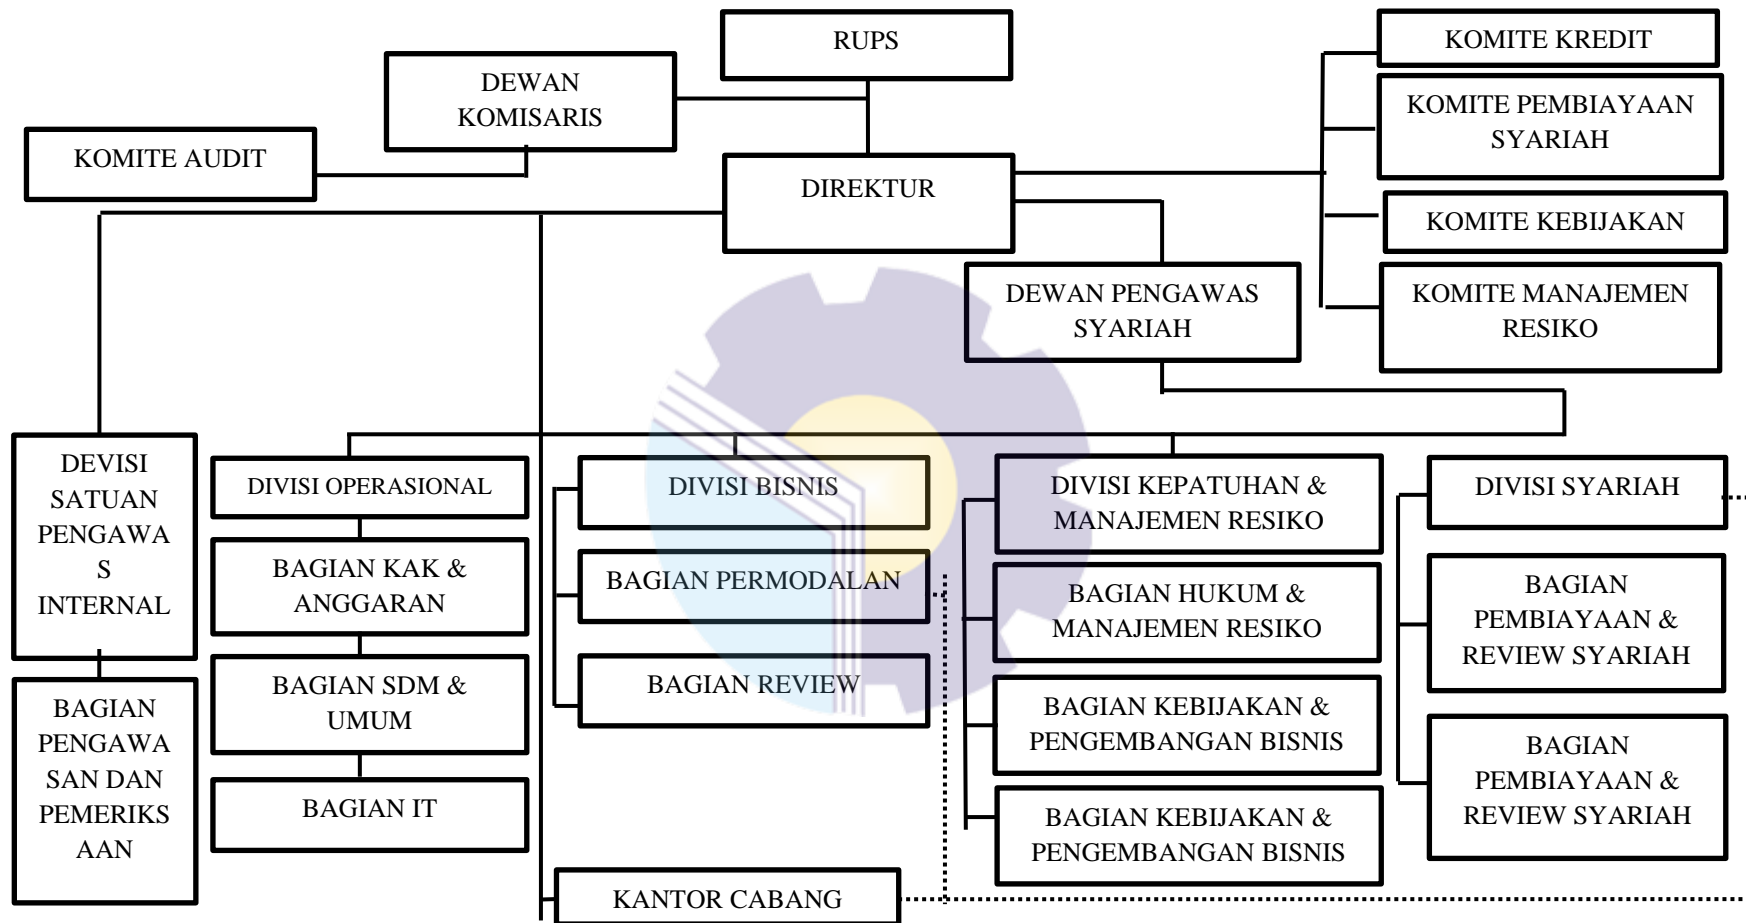 RUPS
DEWAN
KOMISARIS
KOMITE AUDIT
DIREKTUR
KOMITE KREDIT
KOMITE PEMBIAYAAN
SYARIAH
KOMITE KEBIJAKAN
KOMITE MANAJEMEN
RESIKO
DEWAN PENGAWAS
SYARIAH
DEVISI
SATUAN
PENGAWA
S
INTERNAL
BAGIAN
PENGAWA
SAN DAN
PEMERIKS
AAN
DIVISI OPERASIONAL
BAGIAN KAK &
ANGGARAN
BAGIAN SDM &
UMUM
BAGIAN IT
DIVISI BISNIS
BAGIAN PERMODALAN
BAGIAN REVIEW
KANTOR CABANG
DIVISI KEPATUHAN &
MANAJEMEN RESIKO
BAGIAN HUKUM &
MANAJEMEN RESIKO
BAGIAN KEBIJAKAN &
PENGEMBANGAN BISNIS
BAGIAN KEBIJAKAN &
PENGEMBANGAN BISNIS
DIVISI SYARIAH
BAGIAN
PEMBIAYAAN &
REVIEW SYARIAH
BAGIAN
PEMBIAYAAN &
REVIEW SYARIAH